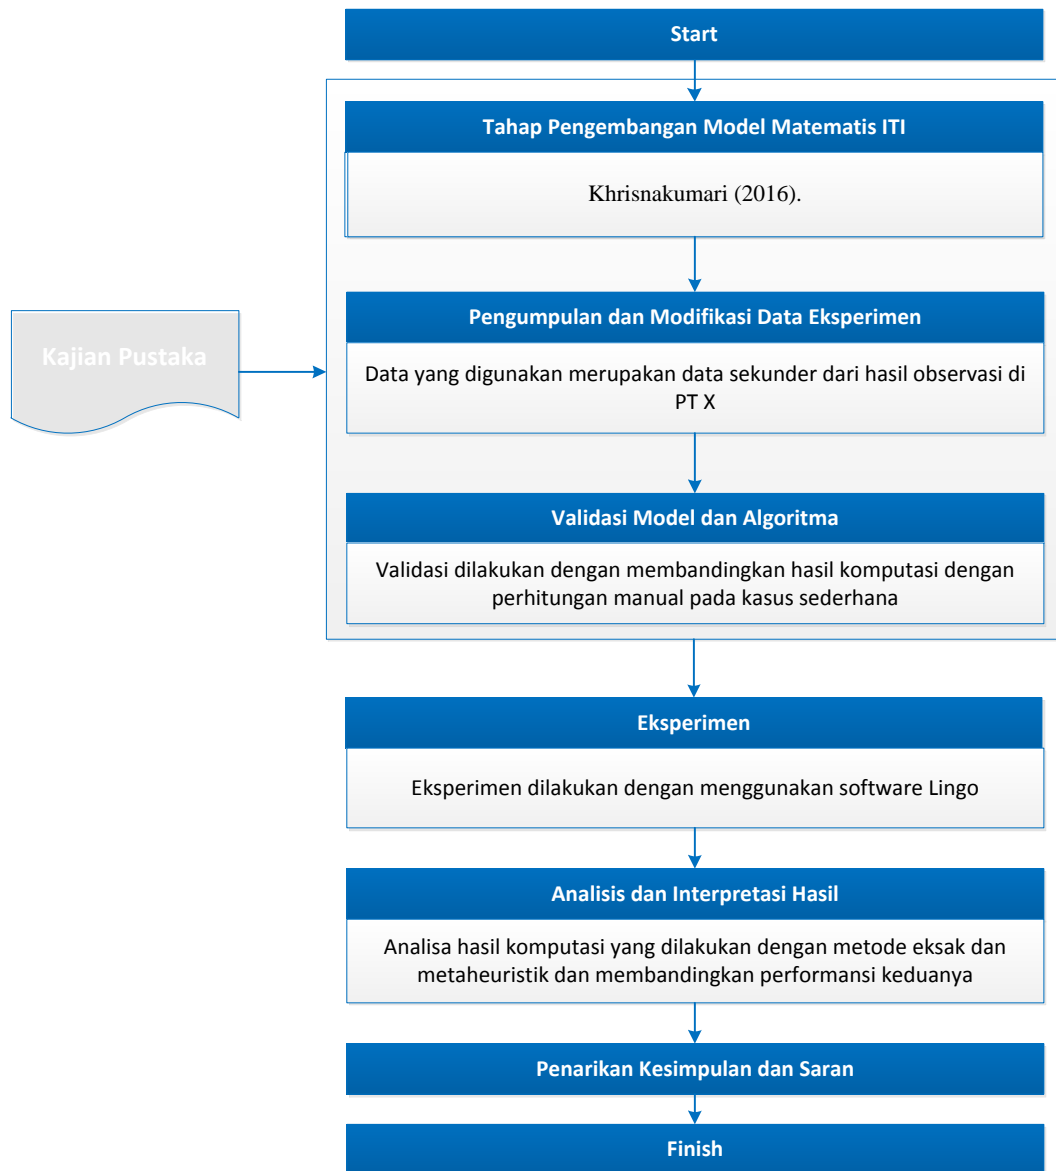 Start
Tahap Pengembangan Model Matematis ITI
Khrisnakumari (2016).
Pengumpulan dan Modifikasi Data Eksperimen
Kajian Pustaka
Data yang digunakan merupakan data sekunder dari hasil observasi di
PT X
Validasi Model dan Algoritma
Validasi dilakukan dengan membandingkan hasil komputasi dengan
perhitungan manual pada kasus sederhana
Eksperimen
Eksperimen dilakukan dengan menggunakan software Lingo
Analisis dan Interpretasi Hasil
Analisa hasil komputasi yang dilakukan dengan metode eksak dan
metaheuristik dan membandingkan performansi keduanya
Penarikan Kesimpulan dan Saran
Finish